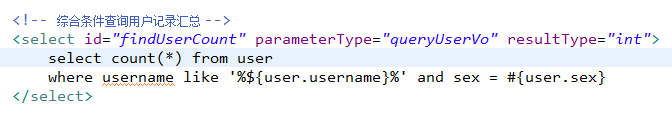 <!-- 综合条件查询用户记录汇总 -->
<select id="findUserCount" parameterType="queryUserVo" resultType="int">
select count(*) from user
where username like '%${user.username}%' and sex = #{user.sex}
</select>